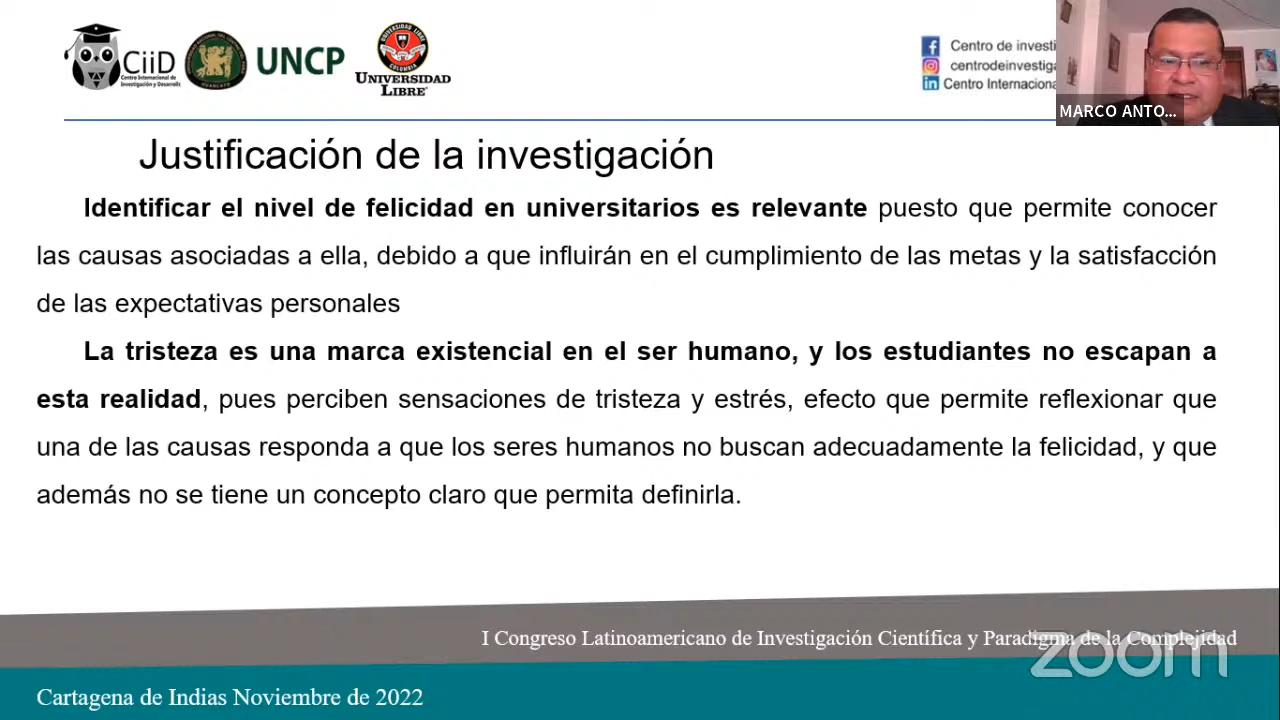 CiiD
Centro Internacional de
Investigación y Desarrollo
UNCP
UNIVERSIDAD LIBRE
COLOMBIA
UNIVERSIDAD
LIBRE
Centro de investi
centrodeinvestiga
Centro Internaciona
MARCO ANTO...
Justificación de la investigación
Identificar el nivel de felicidad en universitarios es relevante puesto que permite conocer
las causas asociadas a ella, debido a que influirán en el cumplimiento de las metas y la satisfacción
de las expectativas personales
La tristeza es una marca existencial en el ser humano, y los estudiantes no escapan a
esta realidad, pues perciben sensaciones de tristeza y estrés, efecto que permite reflexionar que
una de las causas responda a que los seres humanos no buscan adecuadamente la felicidad, y que
además no se tiene un concepto claro que permita definirla.
I Congreso Latinoamericano de Investigación Científica y Paradigma de la Complejidad
zoom
Cartagena de Indias Noviembre de 2022